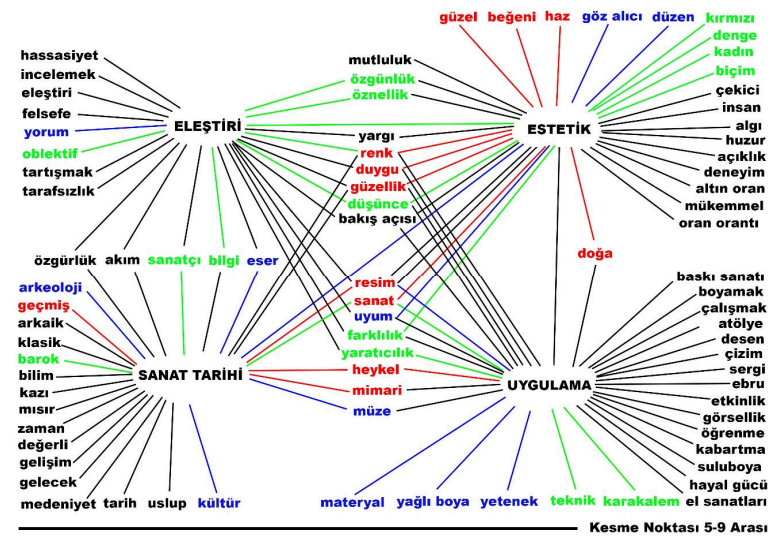 güzel beğeni haz göz alıcı düzen kırmızı
denge
kadın
biçim
hassasiyet
incelemek
eleştiri
felsefe
yorum
oblektif
tartışmak
tarafsızlık
ELEŞTİRİ
mutluluk
özgünlük
öznellik
yargı
renk
duygu
güzellik
düşünce
bakış açısı
ESTETİK
çekici
insan
algı
huzur
açıklık
deneyim
altın oran
mükemmel
oran orantı
doğa
özgürlük akım sanatçı bilgi eser
resim
sanat
uyum
farklılık
yaratıcılık
heykel
mimari
müze
arkeoloji
geçmiş
arkaik
klasik
barok
bilim
kazı
mısır
zaman
değerli
gelişim
gelecek
medeniyet tarih uslup kültür
SANAT TARİHİ
UYGULAMA
baskı sanatı
boyamak
çalışmak
atölye
desen
çizim
sergi
ebru
etkinlik
görsellik
öğrenme
kabartma
suluboya
hayal gücü
el sanatları
materyal yağlı boya yetenek teknik karakalem
Kesme Noktası 5-9 Arası